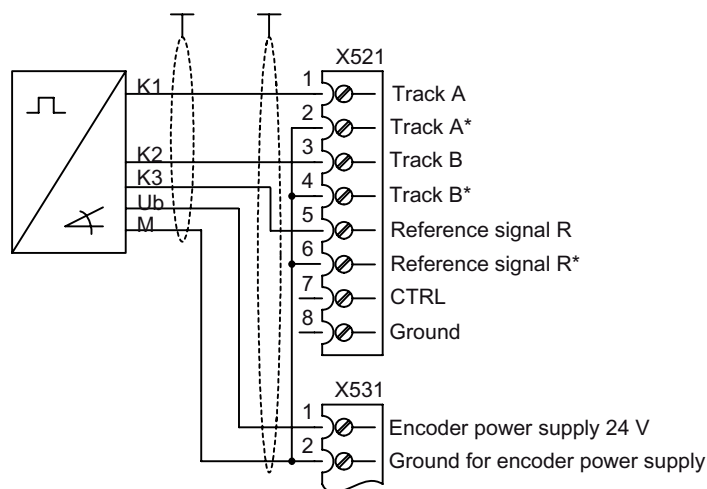 X521
K1
1
Track A
2
Track A*
K2
3
Track B
K3
4
Track B*
Ub
5
Reference signal R
M
6
Reference signal R*
7
CTRL
8
Ground
X531
1
Encoder power supply 24 V
2
Ground for encoder power supply